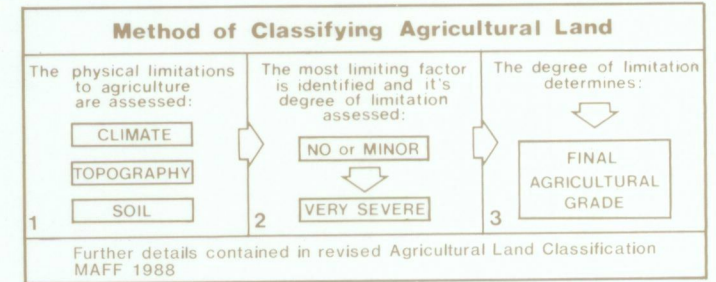 Method of Classifying Agricultural Land
The physical limitations
to agriculture
are assessed:
CLIMATE
TOPOGRAPHY
SOIL
1
The most limiting factor
is identified and it's
degree of limitation
assessed:
NO or MINOR
VERY SEVERE
2
The degree of limitation
determines:
FINAL
AGRICULTURAL
GRADE
3
Further details contained in revised Agricultural Land Classification
MAFF 1988